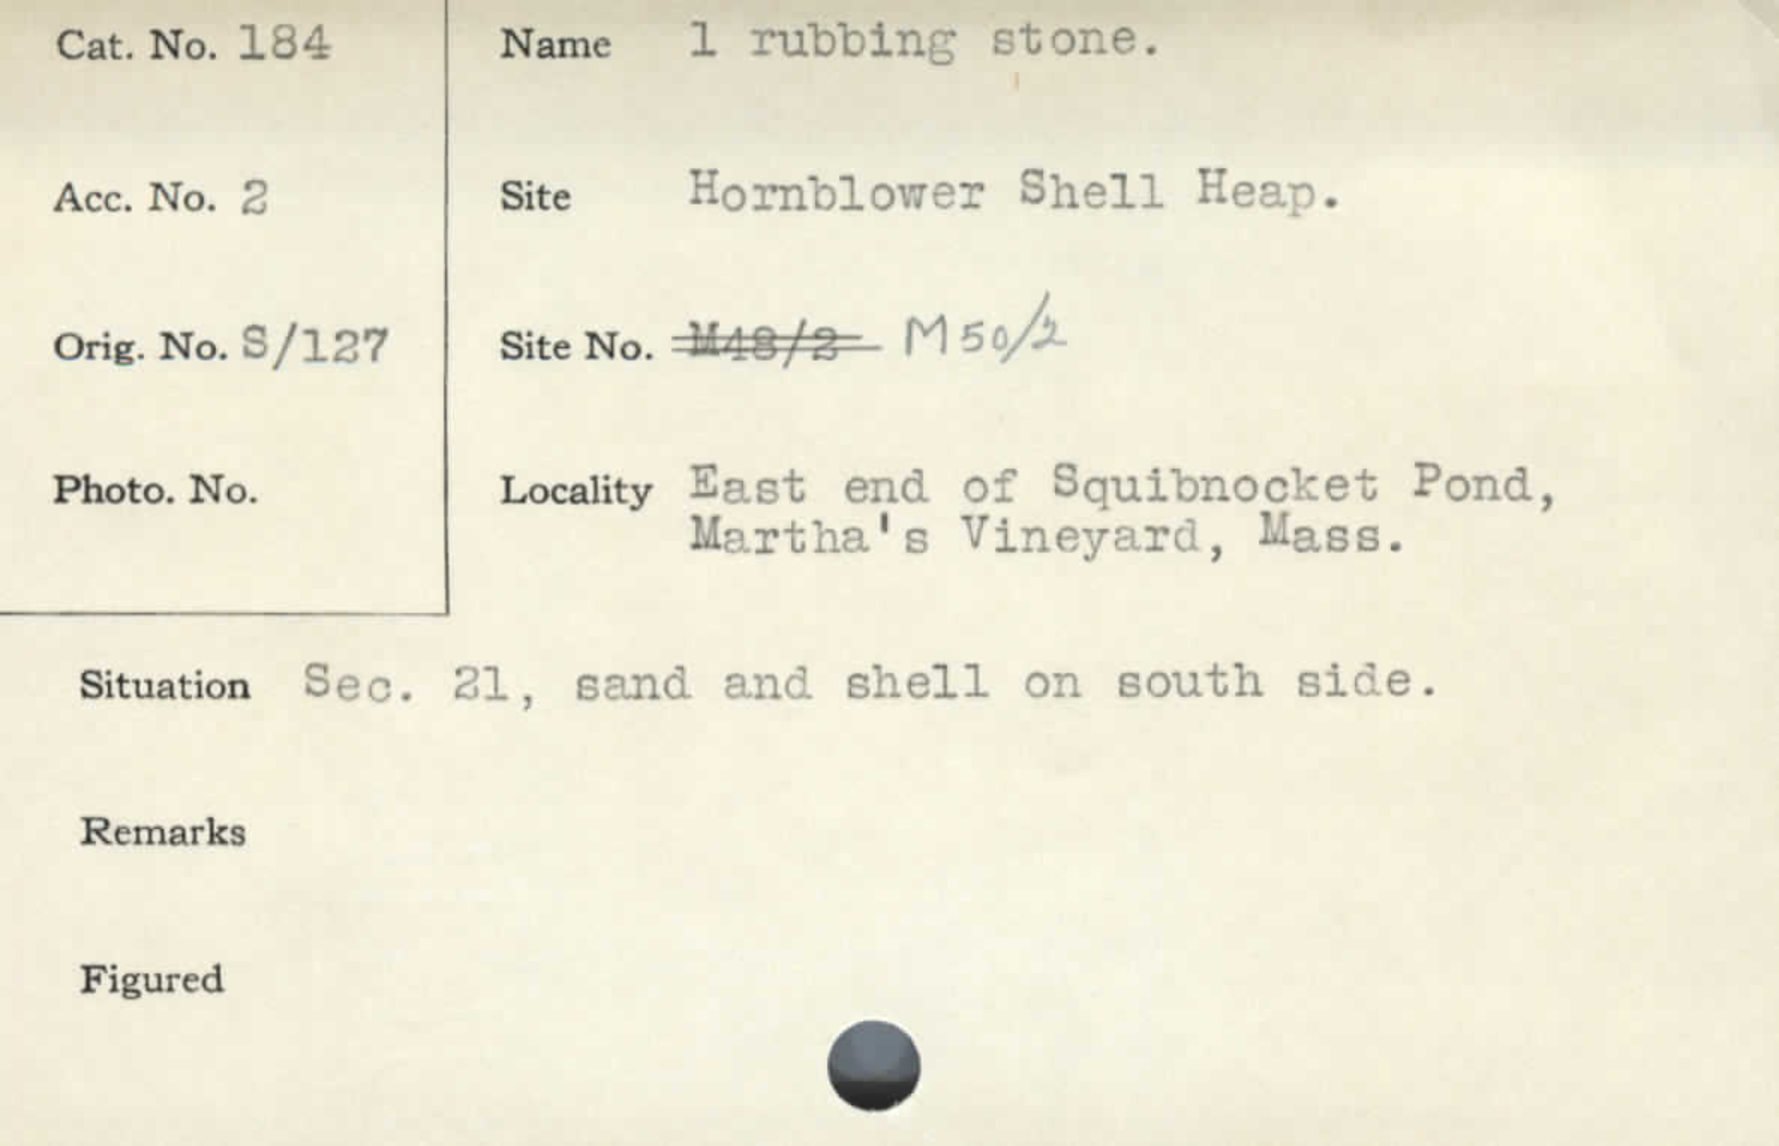 Cat. No. 184
Name 1 rubbing stone.
Acc. No. 2
Site Hornblower Shell Heap.
Orig. No. S/127
Site No. M48/2 M50/2
Photo. No.
Locality East end of Squibnocket Pond,
Martha's Vineyard, Mass.
Situation Sec. 21, sand and shell on south side.
Remarks
Figured